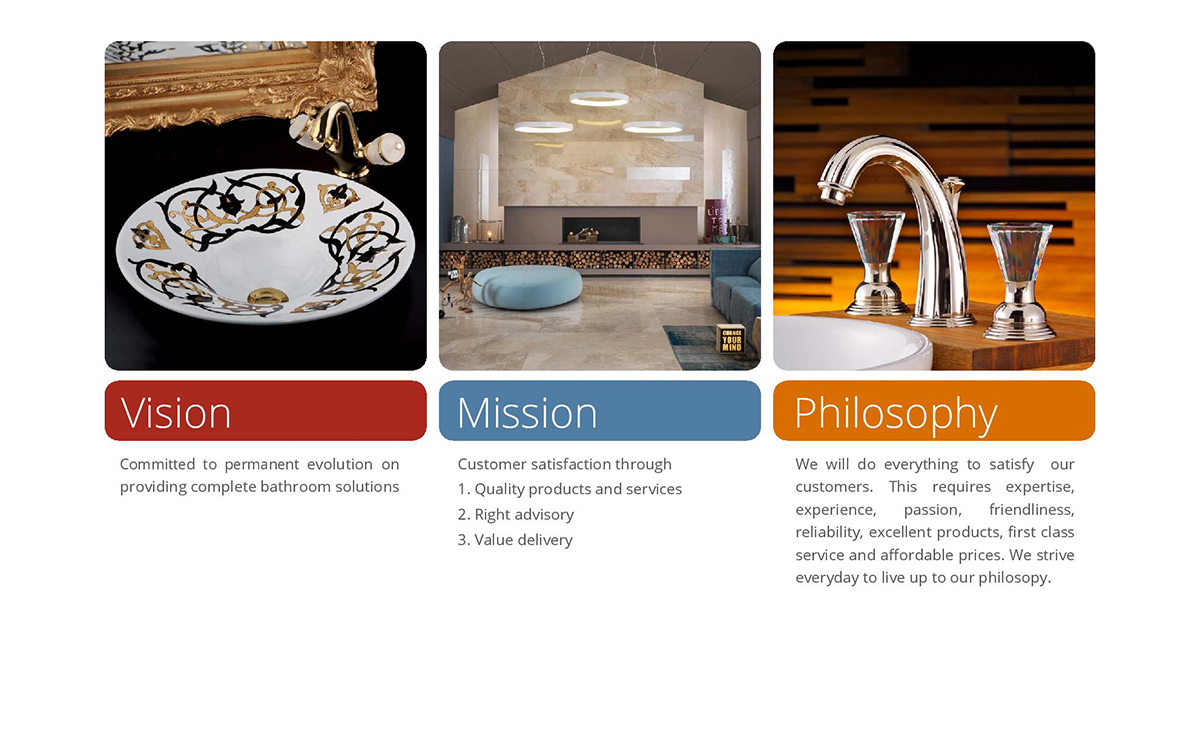 LIFE
CHANGE
YOUR
MIND
Vision
Mission
Philosophy
Committed to permanent evolution on
providing complete bathroom solutions
Customer satisfaction through
1. Quality products and services
2. Right advisory
3. Value delivery
We will do everything to satisfy our
customers. This requires expertise,
experience, passion, friendliness,
reliability, excellent products, first class
service and affordable prices. We strive
everyday to live up to our philosopy.